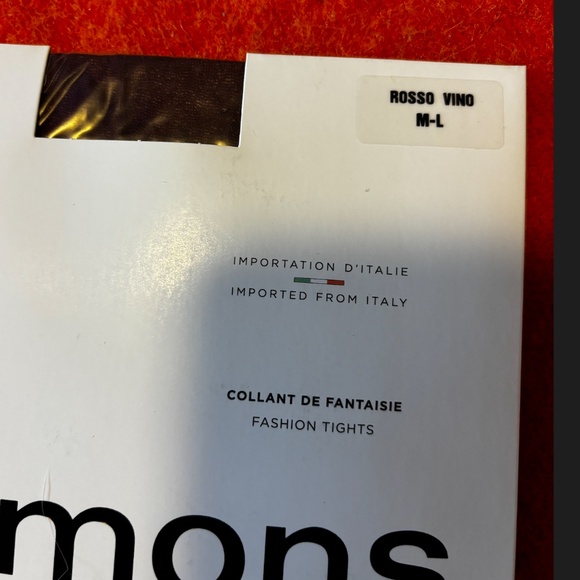 ROSSO VINO
M-L
IMPORTATION D'ITALIE
IMPORTED FROM ITALY
COLLANT DE FANTAISIE
FASHION TIGHTS
mons